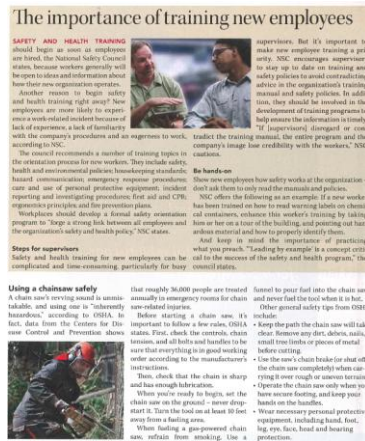 The importance of training new employees
SAFETY AND HEALTH TRAINING
should begin as soon as employees
are hired, the National Safety Council
states, because workers generally will
be open to ideas and information about
how their new organization operates.
Another reason to begin safety
and health training right away? New
employees are more likely to experi-
ence a work-related incident because of
lack of experience, a lack of familiarity
with the company's procedures and an eagerness to work,
according to NSC.
The council recommends a number of training topics in
the orientation process for new workers. They include safety,
health and environmental policies; housekeeping standards;
hazard communication; emergency response procedures;
care and use of personal protective equipment; incident
reporting and investigating procedures; first aid and CPR;
ergonomics principles and fire prevention plans.
Workplaces should develop a formal safety orientation
program to "forge a strong link between all employees and
the organization's safety and health policy," NSC states.
Steps for supervisors
Safety and health training for new employees can be
complicated and time-consuming, particularly for busy
supervisors. But it's important to
make new employee training a pri-
ority. NSC encourages supervisors
to stay up to date on training and
safety policies to avoid contradicting
advice in the organization's training
manual and safety policies. In addi-
tion, they should be involved in the
development of training programs to
help ensure the information is timely.
"If [supervisors] disregard or con-
tradict the training manual, the entire program and the
company's image lose credibility with the workers," NSC
cautions.
Be hands-on
Show new employees how safety works at the organization –
don't ask them to only read the manuals and policies.
NSC offers the following as an example: If a new worker
has been trained on how to read warning labels on chemi-
cal containers, enhance this worker's training by taking
him or her on a tour of the building, and pointing out haz-
ardous material and how to properly identify them.
And keep in mind the importance of practicing
what you preach. "'Leading by example' is a concept criti-
cal to the success of the safety and health program," the
council states.
Using a chainsaw safely
A chain saw's revving sound is unmis-
takable, and using one is "inherently
hazardous," according to OSHA. In
fact, data from the Centers for Dis-
ease Control and Prevention shows
that roughly 36,000 people are treated
annually in emergency rooms for chain
saw-related injuries.
Before starting a chain saw, it's
important to follow a few rules, OSHA
states. First, check the controls, chain
tension, and all bolts and handles to be
sure that everything is in good working
order according to the manufacturer's
instructions.
Then, check that the chain is sharp
and has enough lubrication.
When you're ready to begin, set the
chain saw on the ground – never drop-
start it. Turn the tool on at least 10 feet
away from a fueling area.
When fueling a gas-powered chain
saw, refrain from smoking. Use a
funnel to pour fuel into the chain saw
and never fuel the tool when it is hot.
Other general safety tips from OSHA
include:
• Keep the path the chain saw will take
clear. Remove any dirt, debris, nails,
small tree limbs or pieces of metal
before cutting.
• Use the saw's chain brake (or shut off
the chain saw completely) when car-
rying it over rough or uneven terrain.
• Operate the chain saw only when you
have secure footing, and keep your
hands on the handles.
• Wear necessary personal protective
equipment, including hand, foot,
leg, eye, face, head and hearing
protection.